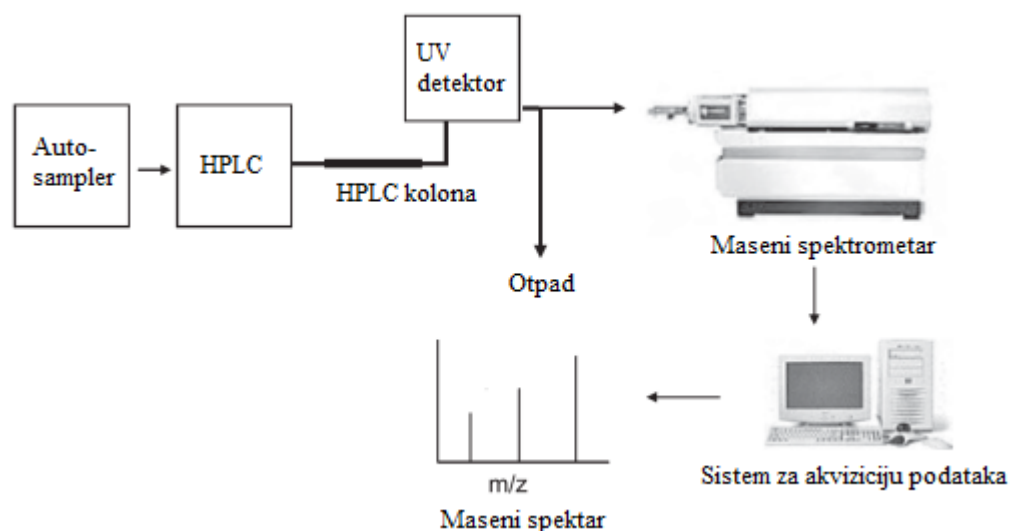 UV
detektor
Auto-
sampler
HPLC
HPLC kolona
Maseni spektrometar
Otpad
m/z
Sistem za akviziciju podataka
Maseni spektar